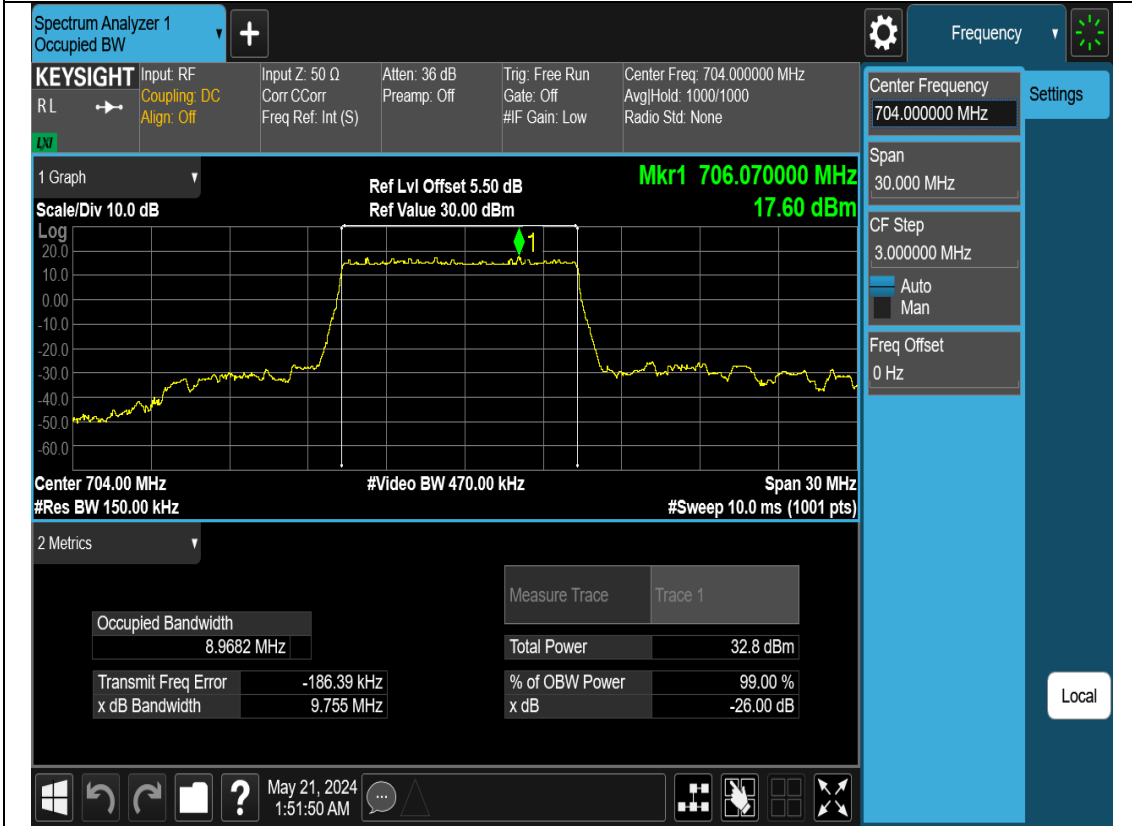 Spectrum Analyzer 1
Occupied BW
+
Frequency
KEYSIGHT
R L
LXI
Input: RF
Coupling: DC
Align: Off
Input Z: 50 Ω
Corr CCorr
Freq Ref: Int (S)
Atten: 36 dB
Preamp: Off
Trig: Free Run
Gate: Off
#IF Gain: Low
Center Freq: 704.000000 MHz
Avg|Hold: 1000/1000
Radio Std: None
Center Frequency
704.000000 MHz
Settings
Span
30.000 MHz
CF Step
3.000000 MHz
Auto
Man
Freq Offset
0 Hz
Local
1 Graph
Scale/Div 10.0 dB
Ref Lvl Offset 5.50 dB
Ref Value 30.00 dBm
Mkr1 706.070000 MHz
17.60 dBm
Log
20.0
10.0
0.00
-10.0
-20.0
-30.0
-40.0
-50.0
-60.0
1
Center 704.00 MHz
#Video BW 470.00 kHz
Span 30 MHz
#Res BW 150.00 kHz
#Sweep 10.0 ms (1001 pts)
2 Metrics
Measure Trace Trace 1
Occupied Bandwidth
8.9682 MHz
Total Power 32.8 dBm
Transmit Freq Error -186.39 kHz
% of OBW Power 99.00 %
x dB Bandwidth 9.755 MHz
x dB -26.00 dB
?
May 21, 2024
1:51:50 AM